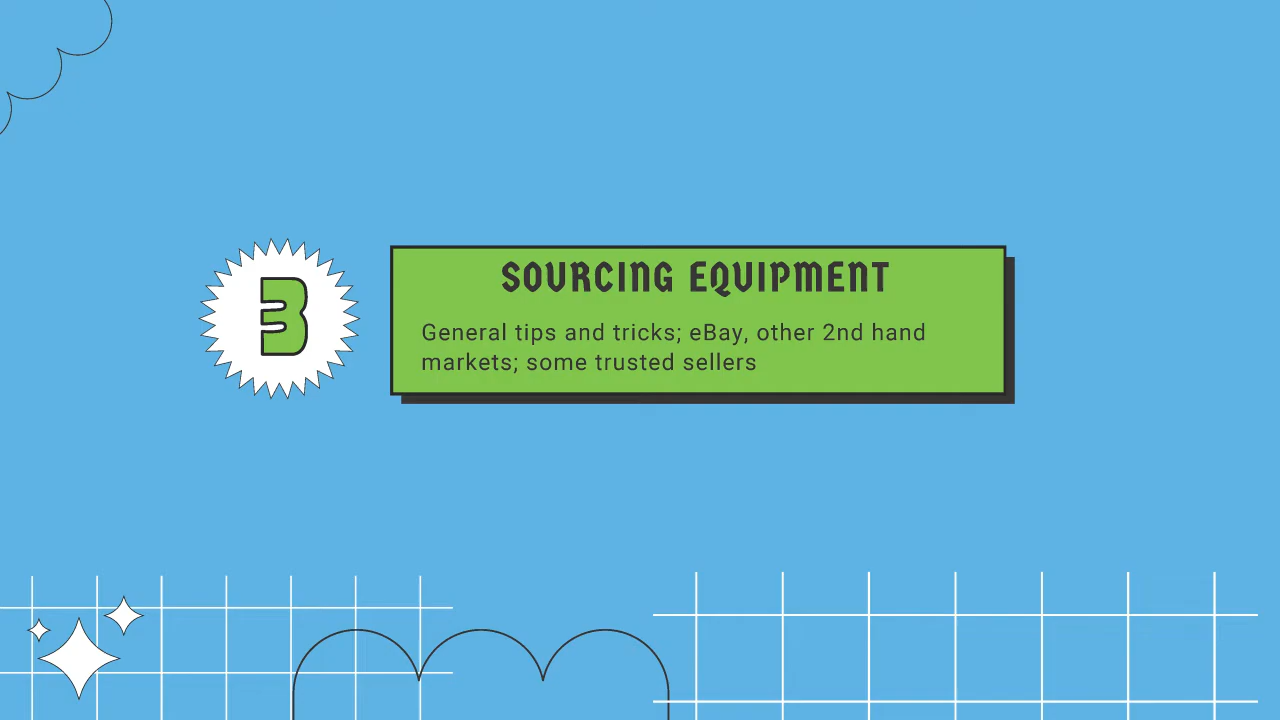 3
SOURCING EQUIPMENT
General tips and tricks; eBay, other 2nd hand
markets; some trusted sellers